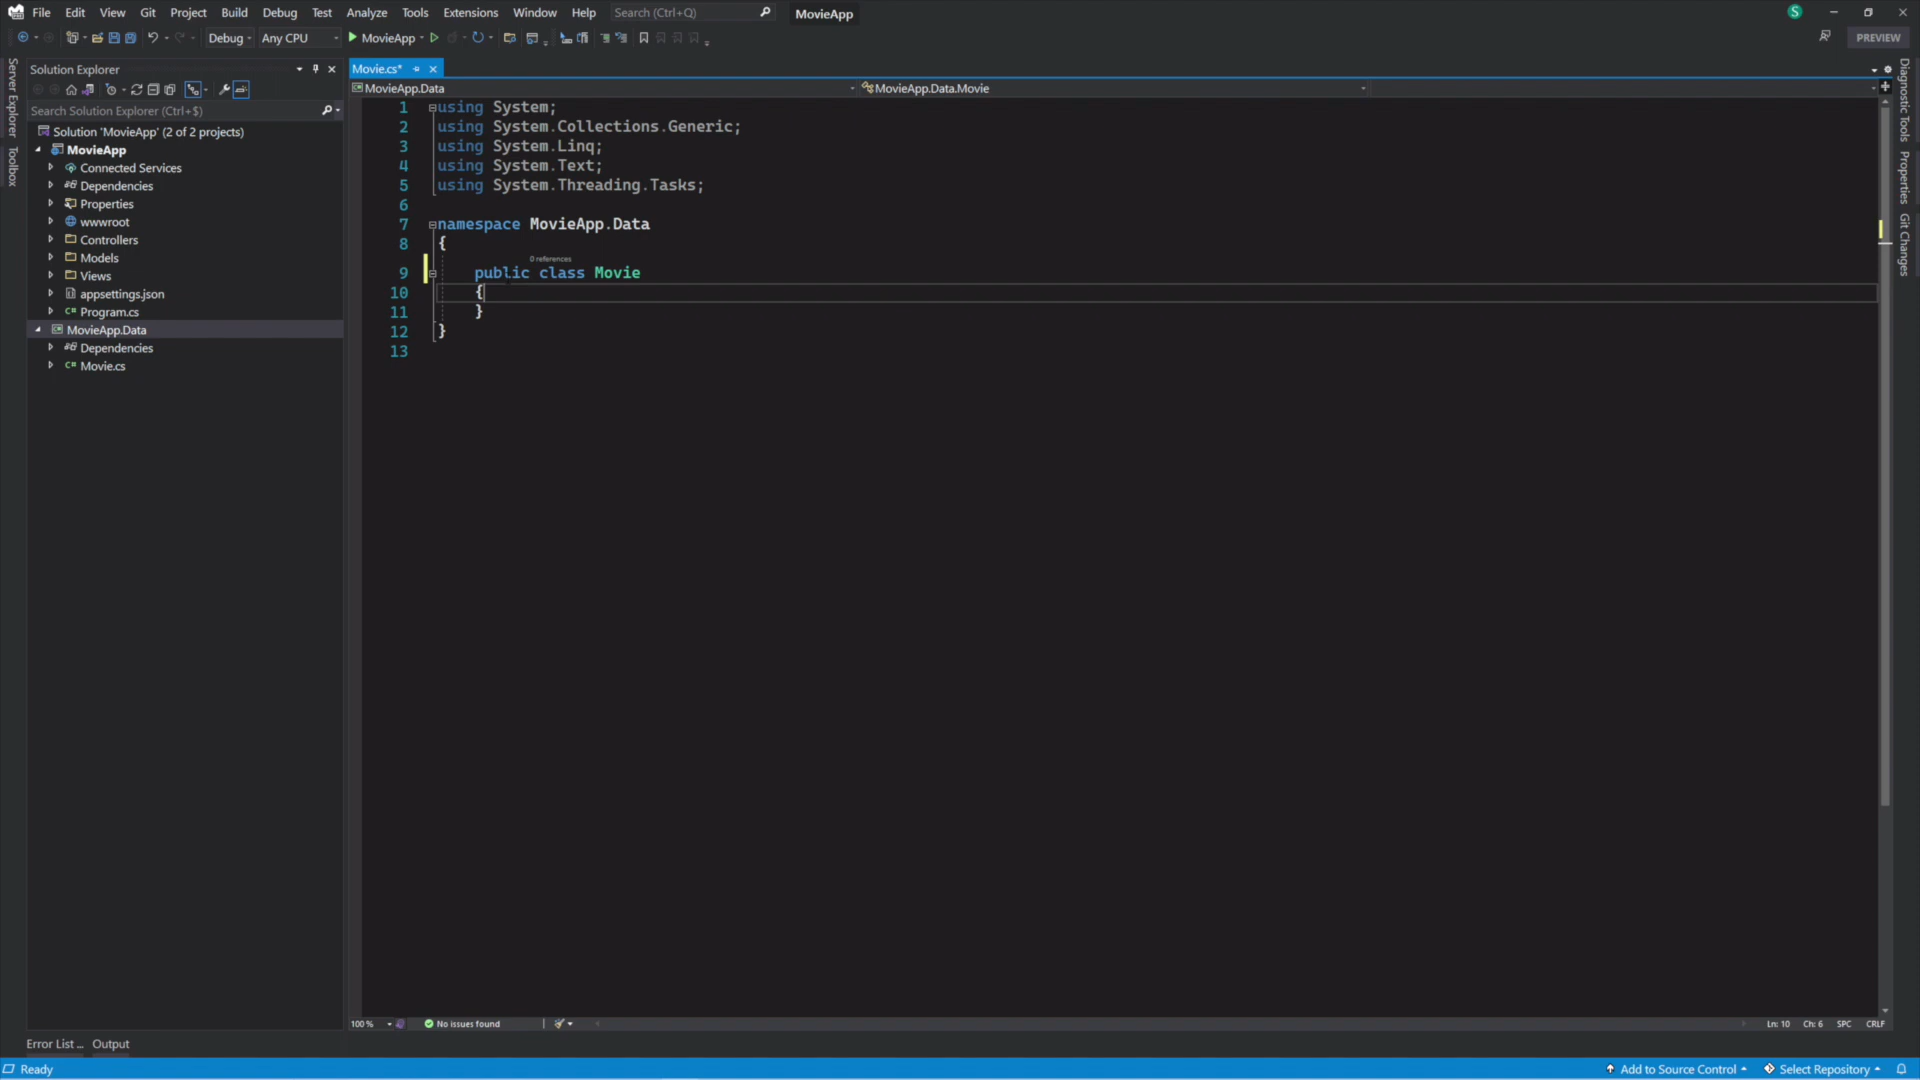 File Edit View Git Project Build Debug Test Analyze Tools Extensions Window Help Search (Ctrl+Q) MovieApp S
Debug Any CPU MovieApp PREVIEW
Server Explorer
Toolbox
Solution Explorer
Search Solution Explorer (Ctrl+$)
Solution 'MovieApp' (2 of 2 projects)
MovieApp
Connected Services
Dependencies
Properties
wwwroot
Controllers
Models
Views
appsettings.json
C# Program.cs
MovieApp.Data
Dependencies
C# Movie.cs
Movie.cs*
MovieApp.Data MovieApp.Data.Movie
1 using System;
2 using System.Collections.Generic;
3 using System.Linq;
4 using System.Text;
5 using System.Threading.Tasks;
6
7 namespace MovieApp.Data
8 {
0 references
9 public class Movie
10 {
11 }
12 }
13
Diagnostic Tools
Properties
Git Changes
100 % No issues found Ln: 10 Ch: 6 SPC CRLF
Error List ... Output
Ready Add to Source Control Select Repository